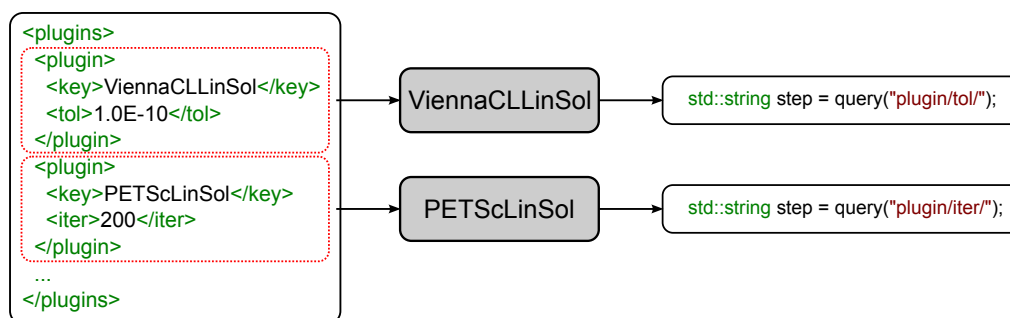 <plugins>
<plugin>
<key>ViennaCLLinSol</key>
<tol>1.0E-10</tol>
</plugin>
<plugin>
<key>PETScLinSol</key>
<iter>200</iter>
</plugin>
...
</plugins>
ViennaCLLinSol
std::string step = query("plugin/tol/");
PETScLinSol
std::string step = query("plugin/iter/");